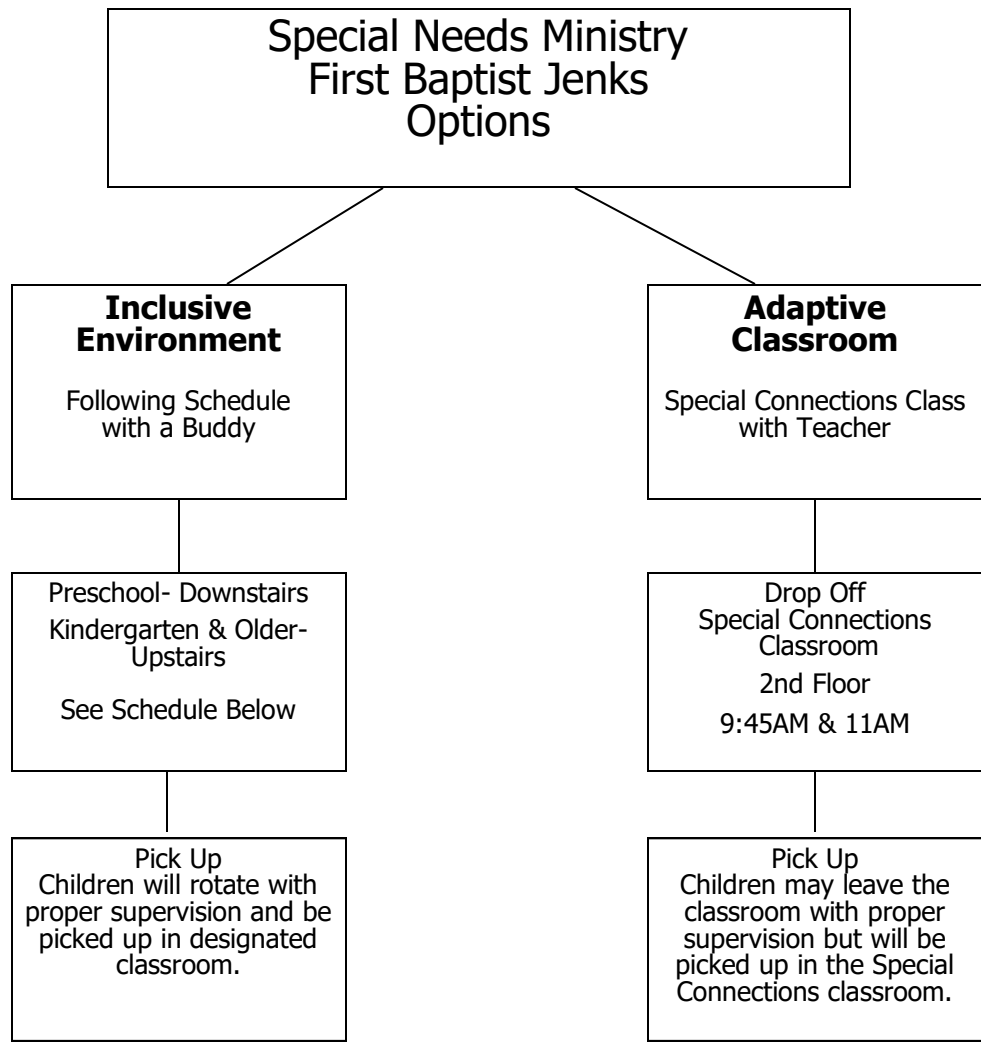 Special Needs Ministry
First Baptist Jenks
Options
Inclusive
Environment
Following Schedule
with a Buddy
Preschool- Downstairs
Kindergarten & Older-
Upstairs
See Schedule Below
Pick Up
Children will rotate with
proper supervision and be
picked up in designated
classroom.
Adaptive
Classroom
Special Connections Class
with Teacher
Drop Off
Special Connections
Classroom
2nd Floor
9:45AM & 11AM
Pick Up
Children may leave the
classroom with proper
supervision but will be
picked up in the Special
Connections classroom.